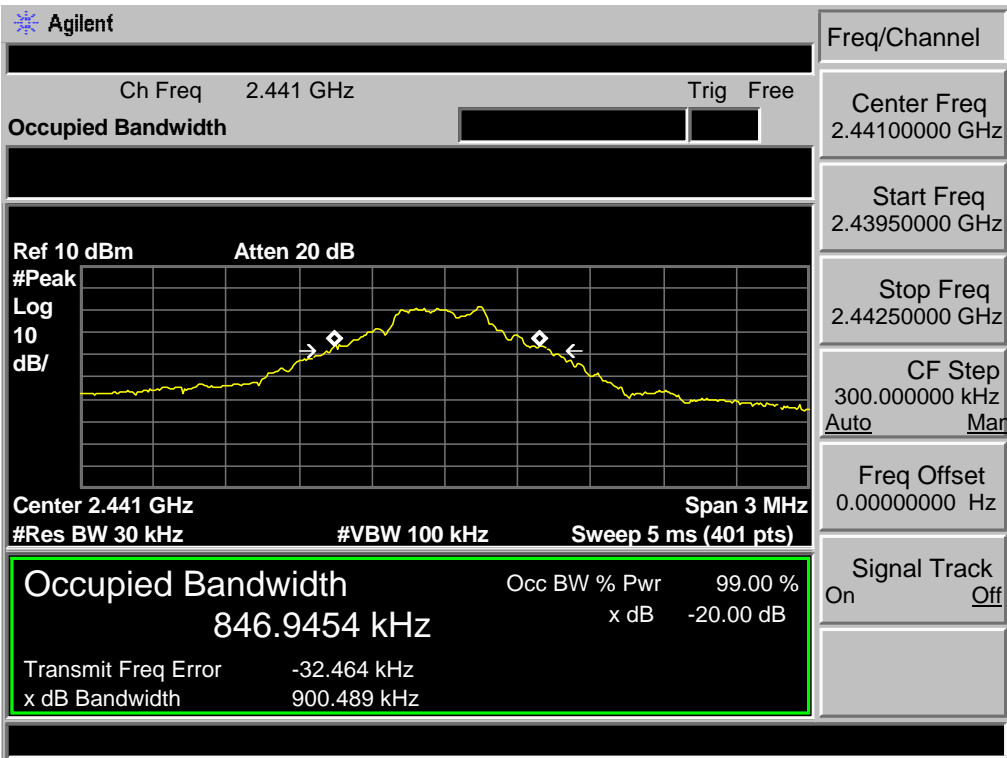 Agilent
Freq/Channel
Ch Freq 2.441 GHz Trig Free
Occupied Bandwidth
Center Freq
2.44100000 GHz
Start Freq
2.43950000 GHz
Stop Freq
2.44250000 GHz
CF Step
300.000000 kHz
Auto Man
Freq Offset
0.00000000 Hz
Signal Track
On Off
Ref 10 dBm Atten 20 dB
#Peak
Log
10
dB/
Center 2.441 GHz Span 3 MHz
#Res BW 30 kHz #VBW 100 kHz Sweep 5 ms (401 pts)
Occupied Bandwidth
846.9454 kHz
Occ BW % Pwr 99.00 %
x dB -20.00 dB
Transmit Freq Error -32.464 kHz
x dB Bandwidth 900.489 kHz